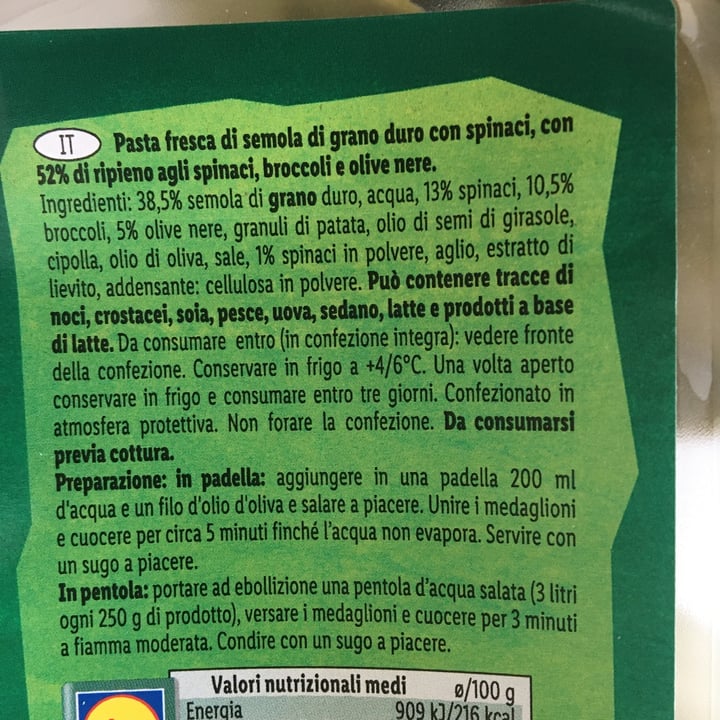 IT Pasta fresca di semola di grano duro con spinaci, con
52% di ripieno agli spinaci, broccoli e olive nere.
Ingredienti: 38,5% semola di grano duro, acqua, 13% spinaci, 10,5%
broccoli, 5% olive nere, granuli di patata, olio di semi di girasole,
cipolla, olio di oliva, sale, 1% spinaci in polvere, aglio, estratto di
lievito, addensante: cellulosa in polvere. Può contenere tracce di
noci, crostacei, soia, pesce, uova, sedano, latte e prodotti a base
di latte. Da consumare entro (in confezione integra): vedere fronte
della confezione. Conservare in frigo a +4/6°C. Una volta aperto
conservare in frigo e consumare entro tre giorni. Confezionato in
atmosfera protettiva. Non forare la confezione. Da consumarsi
previa cottura.
Preparazione: in padella: aggiungere in una padella 200 ml
d'acqua e un filo d'olio d'oliva e salare a piacere. Unire i medaglioni
e cuocere per circa 5 minuti finché l'acqua non evapora. Servire con
un sugo a piacere.
In pentola: portare ad ebollizione una pentola d'acqua salata (3 litri
ogni 250 g di prodotto), versare i medaglioni e cuocere per 3 minuti
a fiamma moderata. Condire con un sugo a piacere.
Valori nutrizionali medi ø/100 g
Energia 909 kJ/216 kcal